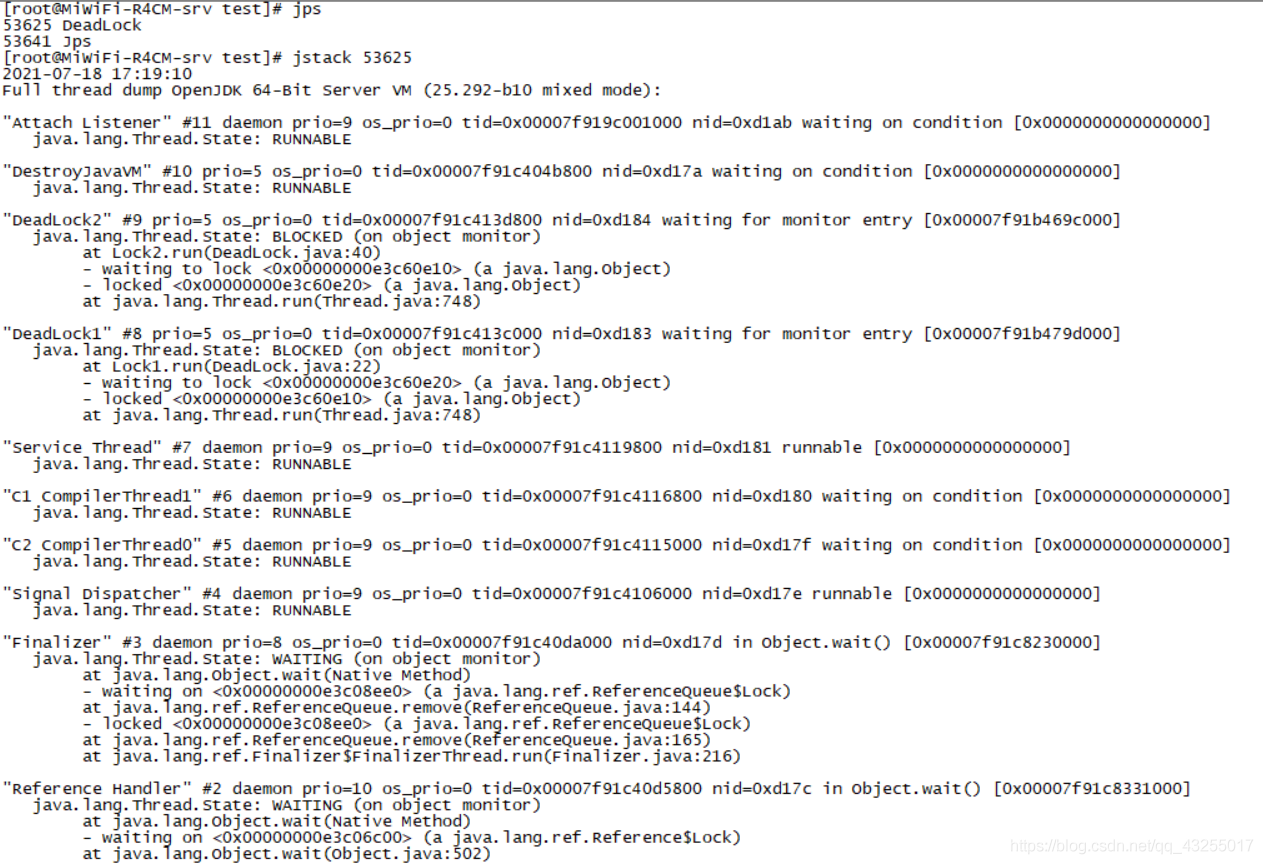 [root@MiWiFi-R4CM-srv test]# jps
53625 DeadLock
53641 Jps
[root@MiWiFi-R4CM-srv test]# jstack 53625
2021-07-18 17:19:10
Full thread dump OpenJDK 64-Bit Server VM (25.292-b10 mixed mode):

"Attach Listener" #11 daemon prio=9 os_prio=0 tid=0x00007f919c001000 nid=0xd1ab waiting on condition [0x0000000000000000]
   java.lang.Thread.State: RUNNABLE

"DestroyJavaVM" #10 prio=5 os_prio=0 tid=0x00007f91c404b800 nid=0xd17a waiting on condition [0x0000000000000000]
   java.lang.Thread.State: RUNNABLE

"DeadLock2" #9 prio=5 os_prio=0 tid=0x00007f91c413d800 nid=0xd184 waiting for monitor entry [0x00007f91b469c000]
   java.lang.Thread.State: BLOCKED (on object monitor)
        at Lock2.run(DeadLock.java:40)
        - waiting to lock <0x00000000e3c60e10> (a java.lang.Object)
        - locked <0x00000000e3c60e20> (a java.lang.Object)
        at java.lang.Thread.run(Thread.java:748)

"DeadLock1" #8 prio=5 os_prio=0 tid=0x00007f91c413c000 nid=0xd183 waiting for monitor entry [0x00007f91b479d000]
   java.lang.Thread.State: BLOCKED (on object monitor)
        at Lock1.run(DeadLock.java:22)
        - waiting to lock <0x00000000e3c60e20> (a java.lang.Object)
        - locked <0x00000000e3c60e10> (a java.lang.Object)
        at java.lang.Thread.run(Thread.java:748)

"Service Thread" #7 daemon prio=9 os_prio=0 tid=0x00007f91c4119800 nid=0xd181 runnable [0x0000000000000000]
   java.lang.Thread.State: RUNNABLE

"C1 CompilerThread1" #6 daemon prio=9 os_prio=0 tid=0x00007f91c4116800 nid=0xd180 waiting on condition [0x0000000000000000]
   java.lang.Thread.State: RUNNABLE

"C2 CompilerThread0" #5 daemon prio=9 os_prio=0 tid=0x00007f91c4115000 nid=0xd17f waiting on condition [0x0000000000000000]
   java.lang.Thread.State: RUNNABLE

"Signal Dispatcher" #4 daemon prio=9 os_prio=0 tid=0x00007f91c4106000 nid=0xd17e runnable [0x0000000000000000]
   java.lang.Thread.State: RUNNABLE

"Finalizer" #3 daemon prio=8 os_prio=0 tid=0x00007f91c40da000 nid=0xd17d in Object.wait() [0x00007f91c8230000]
   java.lang.Thread.State: WAITING (on object monitor)
        at java.lang.Object.wait(Native Method)
        - waiting on <0x00000000e3c08ee0> (a java.lang.ref.ReferenceQueue$Lock)
        at java.lang.ref.ReferenceQueue.remove(ReferenceQueue.java:144)
        - locked <0x00000000e3c08ee0> (a java.lang.ref.ReferenceQueue$Lock)
        at java.lang.ref.ReferenceQueue.remove(ReferenceQueue.java:165)
        at java.lang.ref.Finalizer$FinalizerThread.run(Finalizer.java:216)

"Reference Handler" #2 daemon prio=10 os_prio=0 tid=0x00007f91c40d5800 nid=0xd17c in Object.wait() [0x00007f91c8331000]
   java.lang.Thread.State: WAITING (on object monitor)
        at java.lang.Object.wait(Native Method)
        - waiting on <0x00000000e3c06c00> (a java.lang.ref.Reference$Lock)
        at java.lang.Object.wait(Object.java:502)
https://blog.csdn.net/qq_43255017